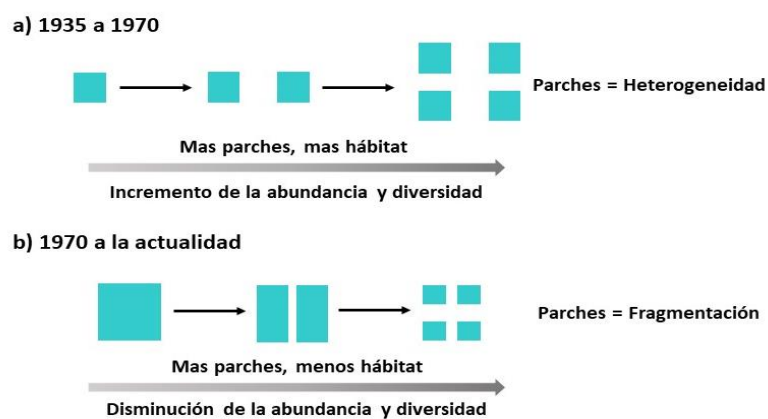 a) 1935 a 1970
Parches = Heterogeneidad
Mas parches, mas hábitat
Incremento de la abundancia y diversidad
b) 1970 a la actualidad
Parches = Fragmentación
Mas parches, menos hábitat
Disminución de la abundancia y diversidad